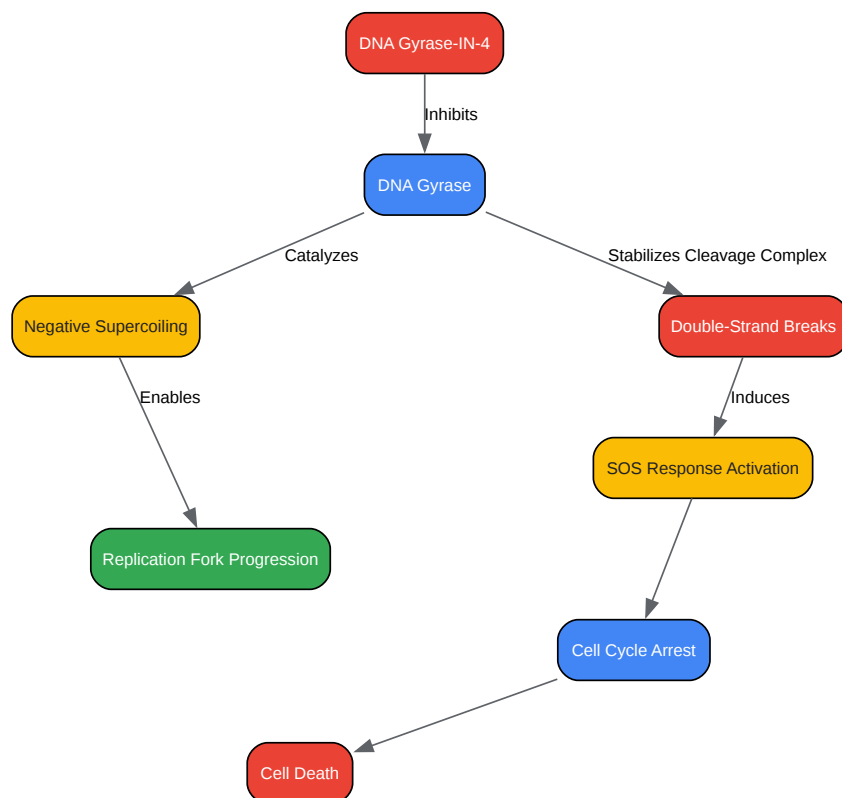 DNA Gyrase-IN-4
Inhibits
DNA Gyrase
Catalyzes
Stabilizes Cleavage Complex
Negative Supercoiling
Double-Strand Breaks
Enables
Induces
SOS Response Activation
Replication Fork Progression
Cell Cycle Arrest
Cell Death